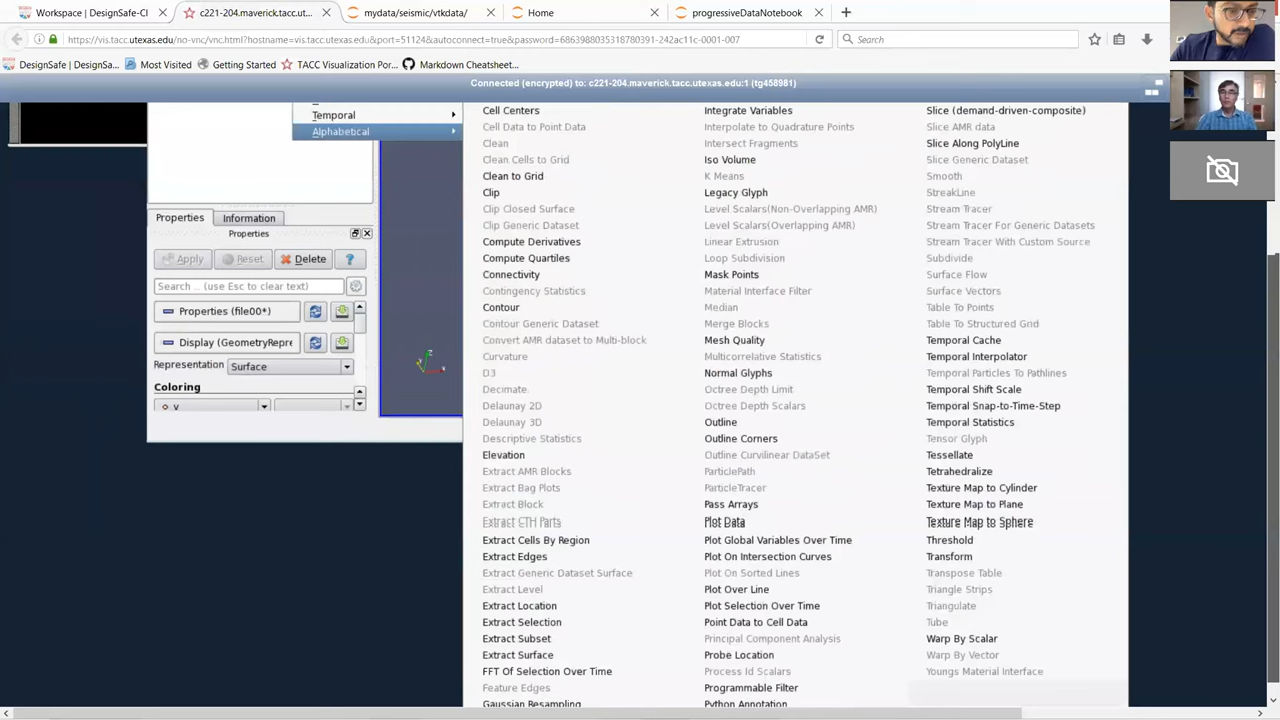 Workspace | DesignSafe-CI
c221-204.maverick.tacc.ut...
mydata/seismic/vtkdata/
Home
progressiveDataNotebook
https://vis.tacc.utexas.edu/no-vnc/vnc.html?hostname=vis.tacc.utexas.edu&port=51124&autoconnect=true&password=6863988035318780391-242ac11c-0001-007
Search
DesignSafe-CI | DesignSa...
Most Visited
Getting Started
TACC Visualization Por...
Markdown Cheatsheet...
Connected (encrypted) to: c221-204.maverick.tacc.utexas.edu:1 (tg458981)
Temporal
Alphabetical
Properties
Information
Properties
Apply
Reset
Delete
?
Search ... (use Esc to clear text)
Properties (file00*)
Display (GeometryRepre
Representation
Surface
Coloring
v
Cell Centers
Cell Data to Point Data
Clean
Clean Cells to Grid
Clean to Grid
Clip
Clip Closed Surface
Clip Generic Dataset
Compute Derivatives
Compute Quartiles
Connectivity
Contingency Statistics
Contour
Contour Generic Dataset
Convert AMR dataset to Multi-block
Curvature
D3
Decimate
Delaunay 2D
Delaunay 3D
Descriptive Statistics
Elevation
Extract AMR Blocks
Extract Bag Plots
Extract Block
Extract CTH Parts
Extract Cells By Region
Extract Edges
Extract Generic Dataset Surface
Extract Level
Extract Location
Extract Selection
Extract Subset
Extract Surface
FFT Of Selection Over Time
Feature Edges
Gaussian Resampling
Integrate Variables
Interpolate to Quadrature Points
Intersect Fragments
Iso Volume
K Means
Legacy Glyph
Level Scalars(Non-Overlapping AMR)
Level Scalars(Overlapping AMR)
Linear Extrusion
Loop Subdivision
Mask Points
Material Interface Filter
Median
Merge Blocks
Mesh Quality
Multicorrelative Statistics
Normal Glyphs
Octree Depth Limit
Octree Depth Scalars
Outline
Outline Corners
Outline Curvilinear DataSet
ParticlePath
ParticleTracer
Pass Arrays
Plot Data
Plot Global Variables Over Time
Plot On Intersection Curves
Plot On Sorted Lines
Plot Over Line
Plot Selection Over Time
Point Data to Cell Data
Principal Component Analysis
Probe Location
Process Id Scalars
Programmable Filter
Python Annotation
Slice (demand-driven-composite)
Slice AMR data
Slice Along PolyLine
Slice Generic Dataset
Smooth
StreakLine
Stream Tracer
Stream Tracer For Generic Datasets
Stream Tracer With Custom Source
Subdivide
Surface Flow
Surface Vectors
Table To Points
Table To Structured Grid
Temporal Cache
Temporal Interpolator
Temporal Particles To Pathlines
Temporal Shift Scale
Temporal Snap-to-Time-Step
Temporal Statistics
Tensor Glyph
Tessellate
Tetrahedralize
Texture Map to Cylinder
Texture Map to Plane
Texture Map to Sphere
Threshold
Transform
Transpose Table
Triangle Strips
Triangulate
Tube
Warp By Scalar
Warp By Vector
Youngs Material Interface